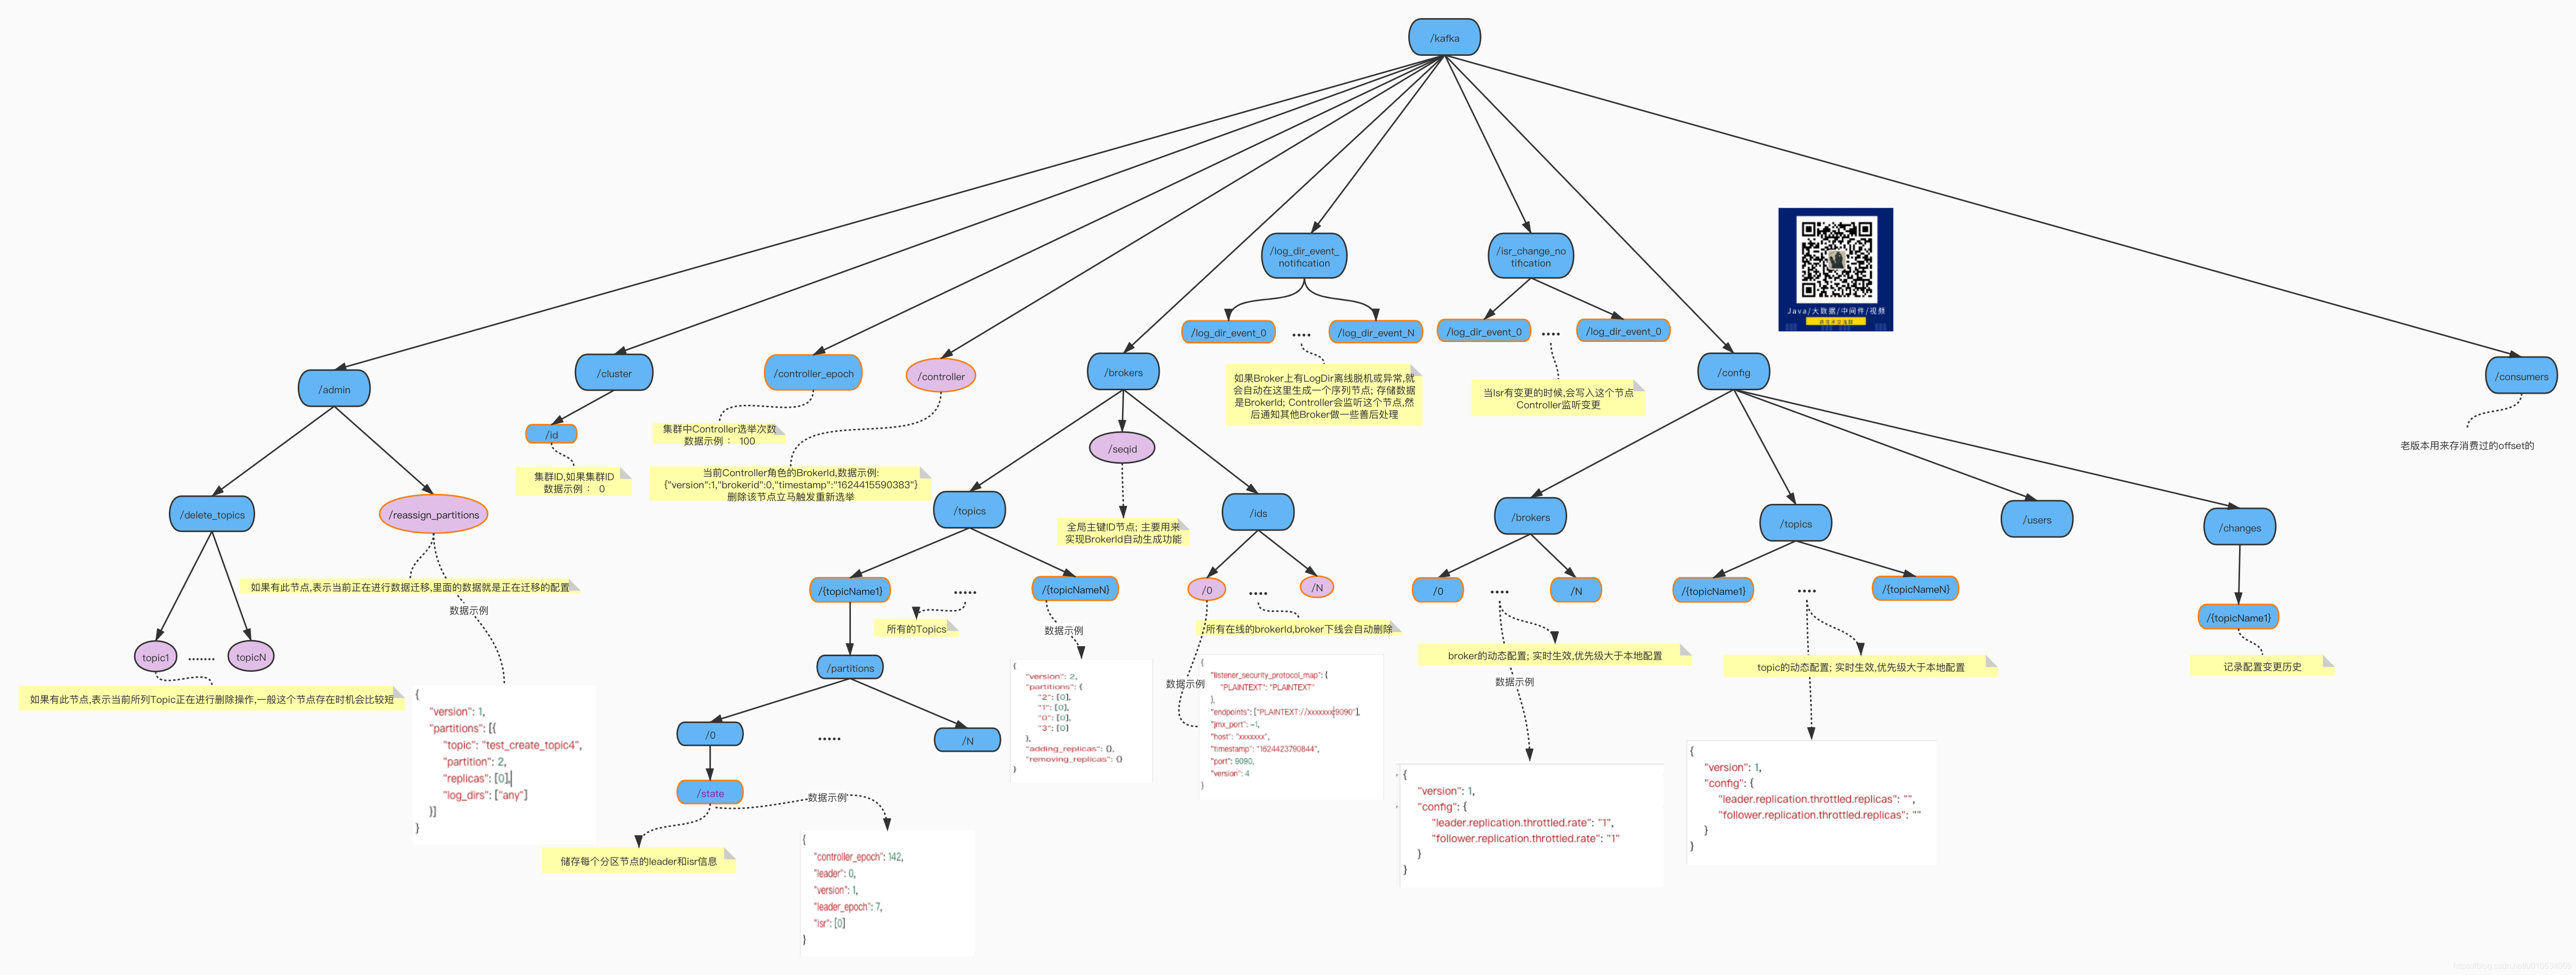 /kafka
/log_dir_event_
notification
/isr_change_no
tification
/log_dir_event_0
....
/log_dir_event_N
/log_dir_event_0
....
/log_dir_event_0
Java/大数据/中间件/视频
如果Broker上有LogDir离线脱机或异常,就
会自动在这里生成一个序列节点; 存储数据
是BrokerId; Controller会监听这个节点,然
后通知其他Broker做一些善后处理
当Isr有变更的时候,会写入这个节点
Controller监听变更
/admin
/cluster
/controller_epoch
/controller
/brokers
/config
/consumers
/id
集群中Controller选举次数
数据示例 : 100
/seqid
老版本用来存消费过的offset的
集群ID,如果集群ID
数据示例 : 0
当前Controller角色的BrokerId,数据示例:
{"version":1,"brokerid":0,"timestamp":"1624415590383"}
删除该节点立马触发重新选举
/delete_topics
/reassign_partitions
/topics
全局主键ID节点; 主要用来
实现BrokerId自动生成功能
/ids
/brokers
/topics
/users
/changes
如果有此节点,表示当前正在进行数据迁移,里面的数据就是正在迁移的配置
数据示例
/{topicName1}
.....
/{topicNameN}
/0
....
/N
/0
....
/N
/{topicName1}
....
/{topicNameN}
/{topicName1}
所有的Topics
数据示例
所有在线的brokerId,broker下线会自动删除
topic1
.......
topicN
如果有此节点,表示当前所列Topic正在进行删除操作,一般这个节点存在时机会比较短
/partitions
broker的动态配置; 实时生效,优先级大于本地配置
topic的动态配置; 实时生效,优先级大于本地配置
记录配置变更历史
数据示例
数据示例
{
"version": 1,
"partitions": [{
"topic": "test_create_topic4",
"partition": 2,
"replicas": [0],
"log_dirs": ["any"]
}]
}
/0
.....
/N
{
"version": 2,
"partitions": {
"2": [0],
"1": [0],
"0": [0],
"3": [0]
},
"adding_replicas": {},
"removing_replicas": {}
}
{
"listener_security_protocol_map": {
"PLAINTEXT": "PLAINTEXT"
},
"endpoints": ["PLAINTEXT://xxxxxxx:9090"],
"jmx_port": -1,
"host": "xxxxxxx",
"timestamp": "1624423790844",
"port": 9090,
"version": 4
}
{
"version": 1,
"config": {
"leader.replication.throttled.rate": "1",
"follower.replication.throttled.rate": "1"
}
}
{
"version": 1,
"config": {
"leader.replication.throttled.replicas": "",
"follower.replication.throttled.replicas": ""
}
}
/state
数据示例
储存每个分区节点的leader和isr信息
{
"controller_epoch": 142,
"leader": 0,
"version": 1,
"leader_epoch": 7,
"isr": [0]
}